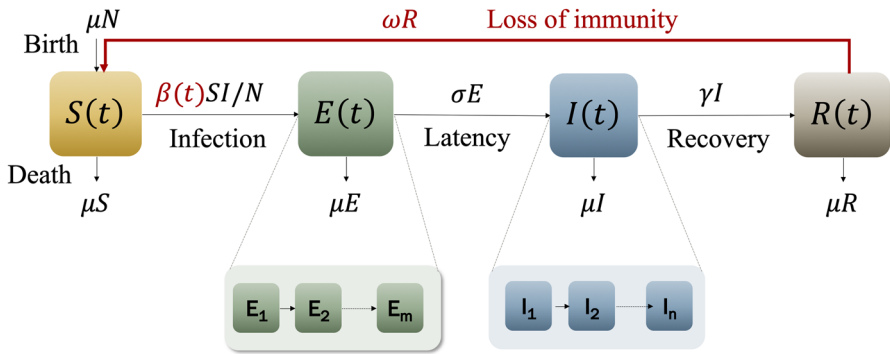 μN
ωR Loss of immunity
Birth
S(t)
β(t)SI/N
Infection
E(t)
σE
Latency
I(t)
γI
Recovery
R(t)
Death
μS
μE
μI
μR
E₁
E₂
Eₘ
I₁
I₂
Iₙ